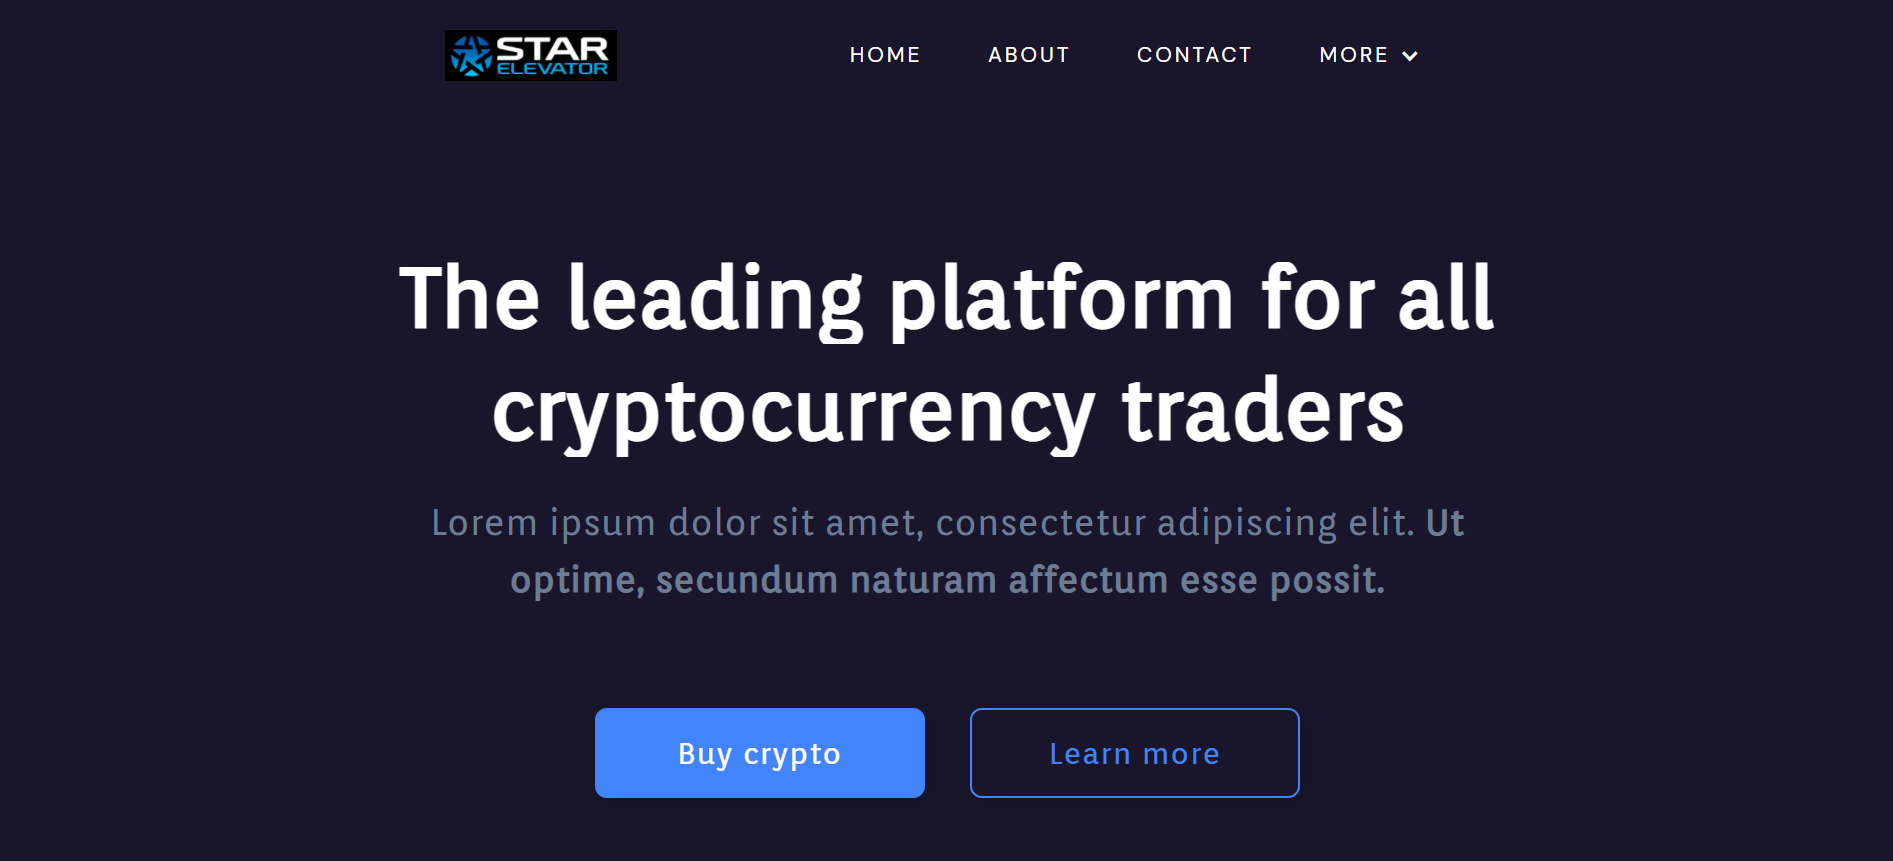 STAR
ELEVATOR
HOME ABOUT CONTACT MORE
The leading platform for all
cryptocurrency traders
Lorem ipsum dolor sit amet, consectetur adipiscing elit. Ut
optime, secundum naturam affectum esse possit.
Buy crypto Learn more